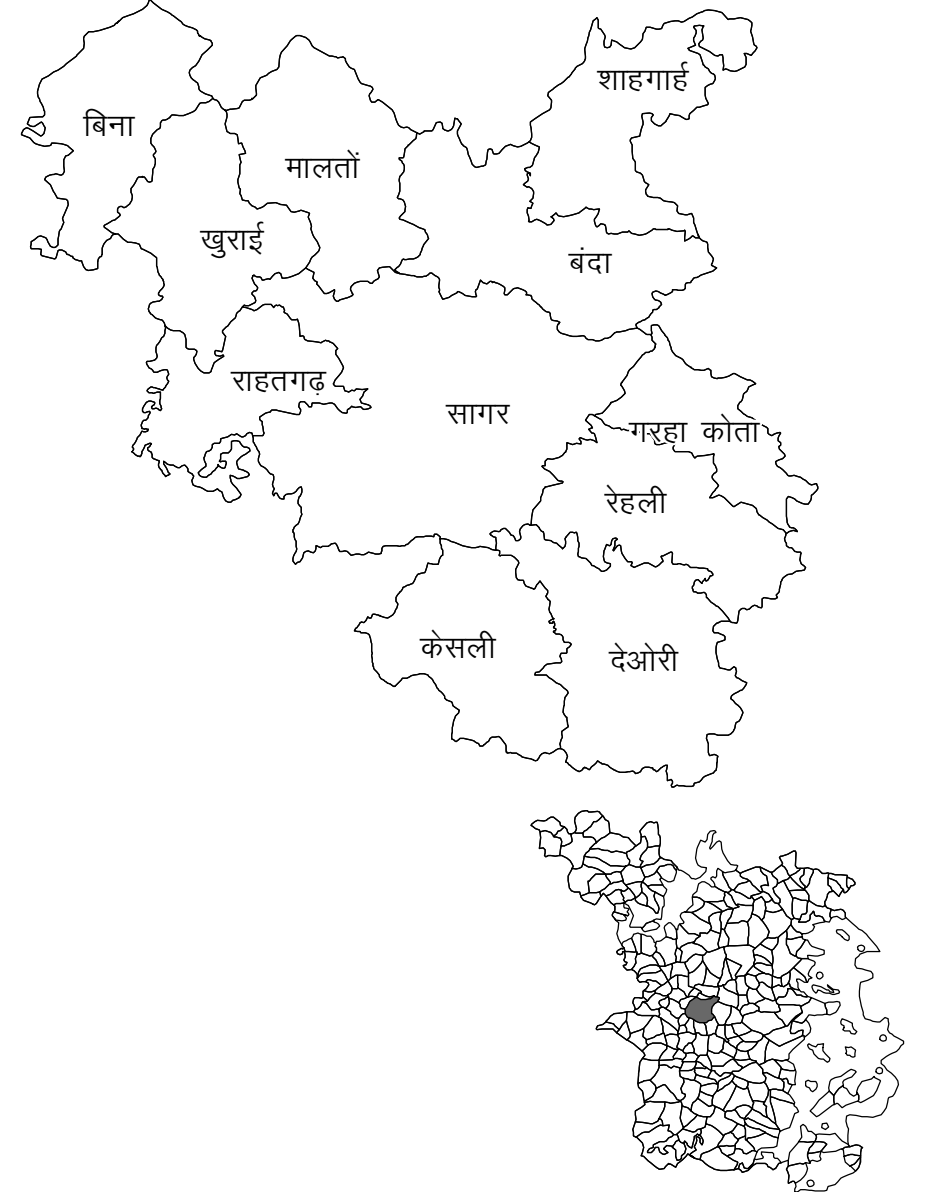 शाहगार्ह
बिना
मालतों
खुराई
बंदा
राहतगढ़
सागर
गरहा कोता
रेहली
केसली
देओरी